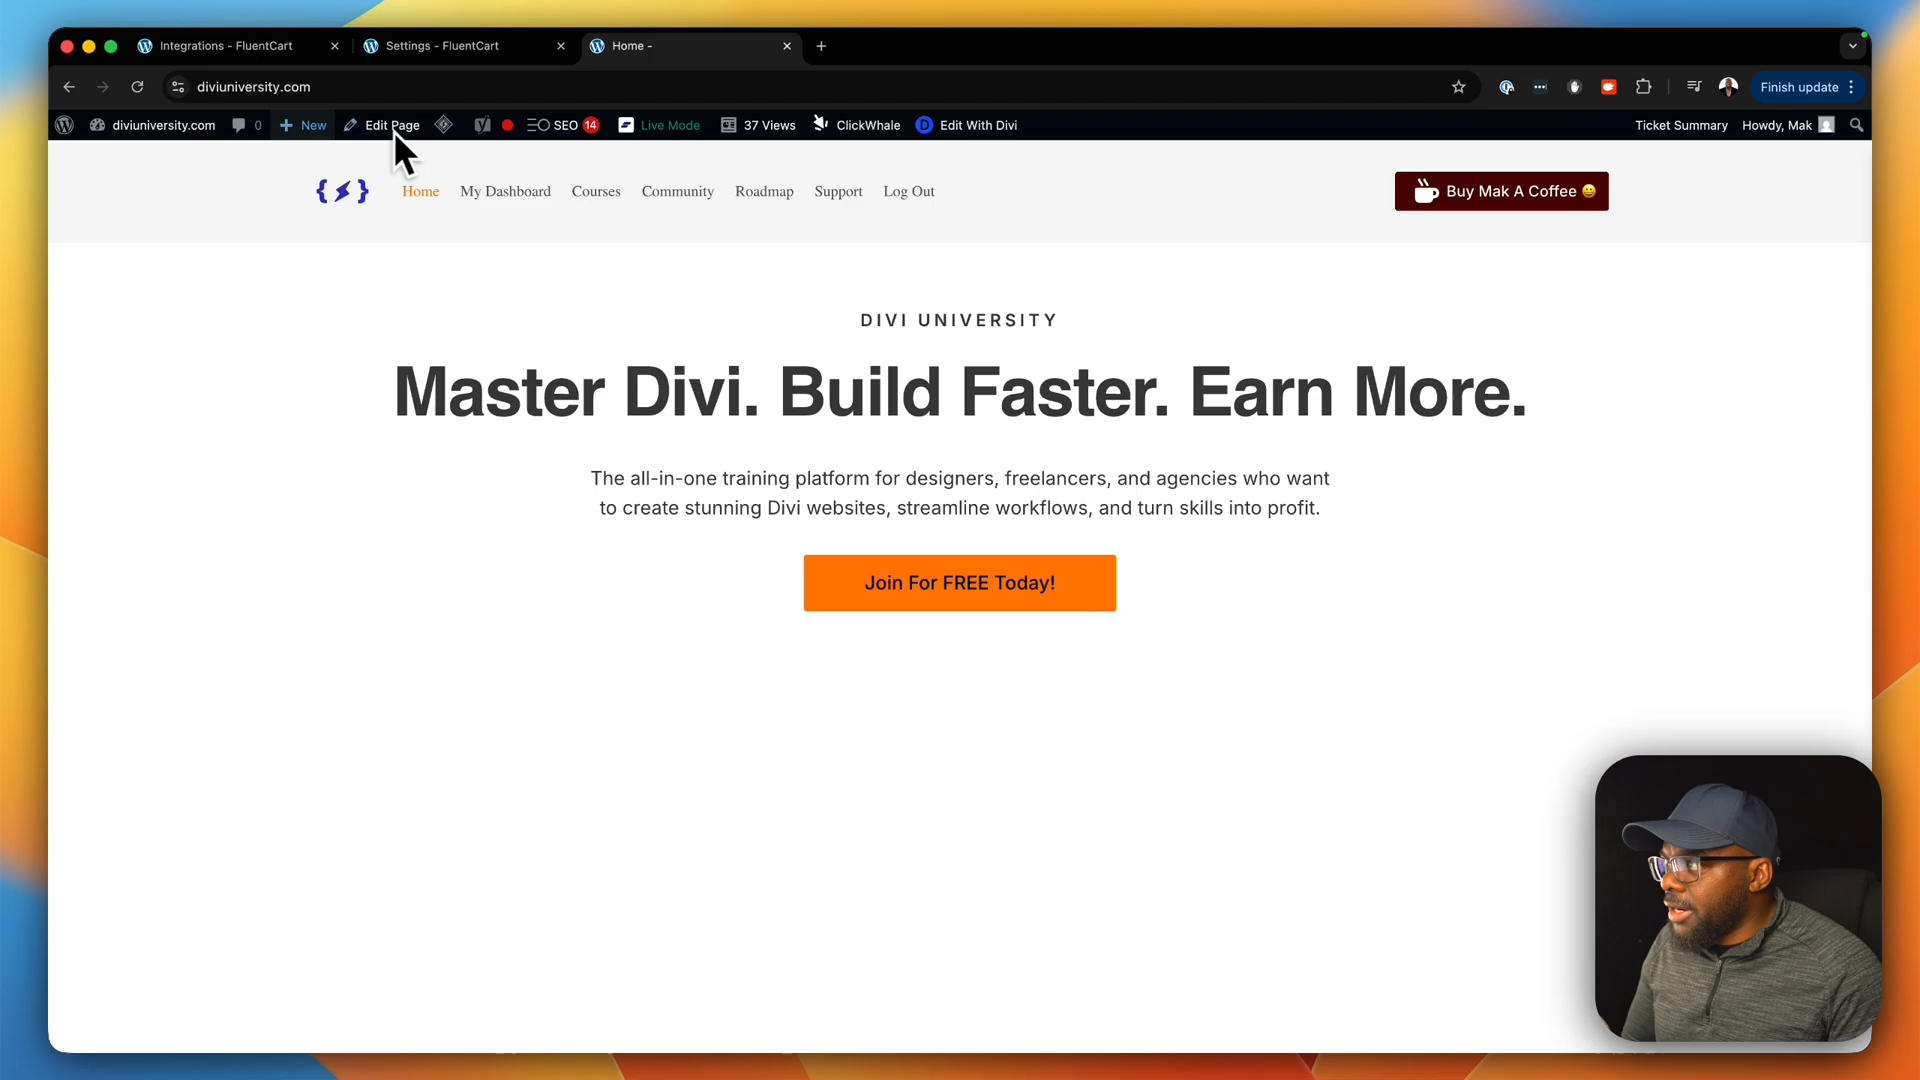 Integrations - FluentCart
Settings - FluentCart
Home -
diviuniversity.com
Finish update
diviuniversity.com
0
New
Edit Page
SEO 14
Live Mode
37 Views
ClickWhale
D
Edit With Divi
Ticket Summary
Howdy, Mak
Home
My Dashboard
Courses
Community
Roadmap
Support
Log Out
Buy Mak A Coffee 😀
DIVI UNIVERSITY
Master Divi. Build Faster. Earn More.
The all-in-one training platform for designers, freelancers, and agencies who want
to create stunning Divi websites, streamline workflows, and turn skills into profit.
Join For FREE Today!